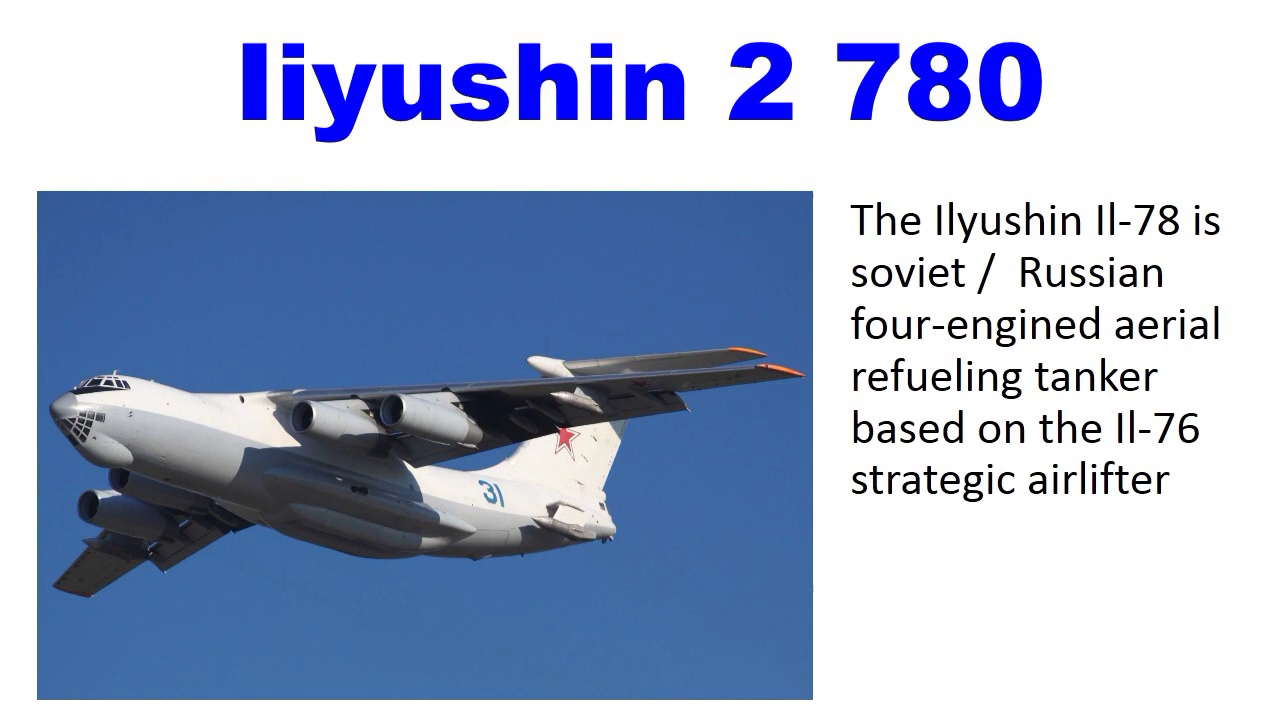 Iiyushin 2 780
The Ilyushin Il-78 is
soviet /  Russian
four-engined aerial
refueling tanker
based on the Il-76
strategic airlifter
31